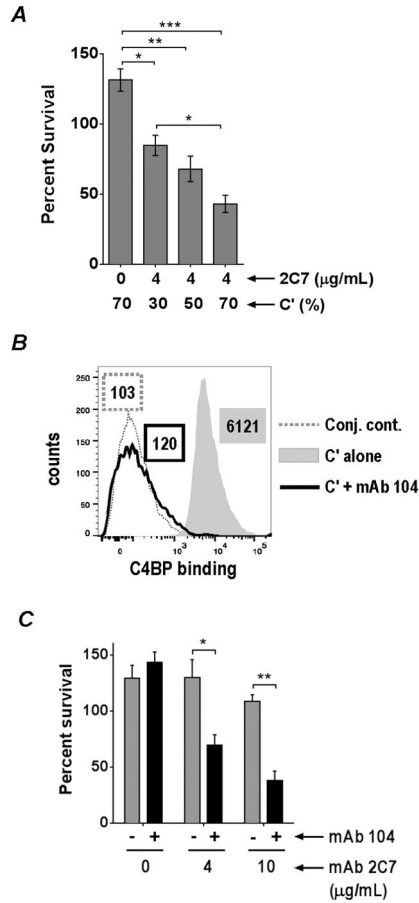 A
***
**
*
*
150
100
50
0
Percent Survival
0 4 4 4 2C7 (μg/mL)
70 30 50 70 C' (%)
B
103
120
6121
250
200
150
100
50
0
counts
0 10³ 10⁴ 10⁵
C4BP binding
Conj. cont.
C' alone
C' + mAb 104
C
*
**
150
100
50
0
Percent survival
- + - + - + mAb 104
0 4 10 mAb 2C7
(μg/mL)